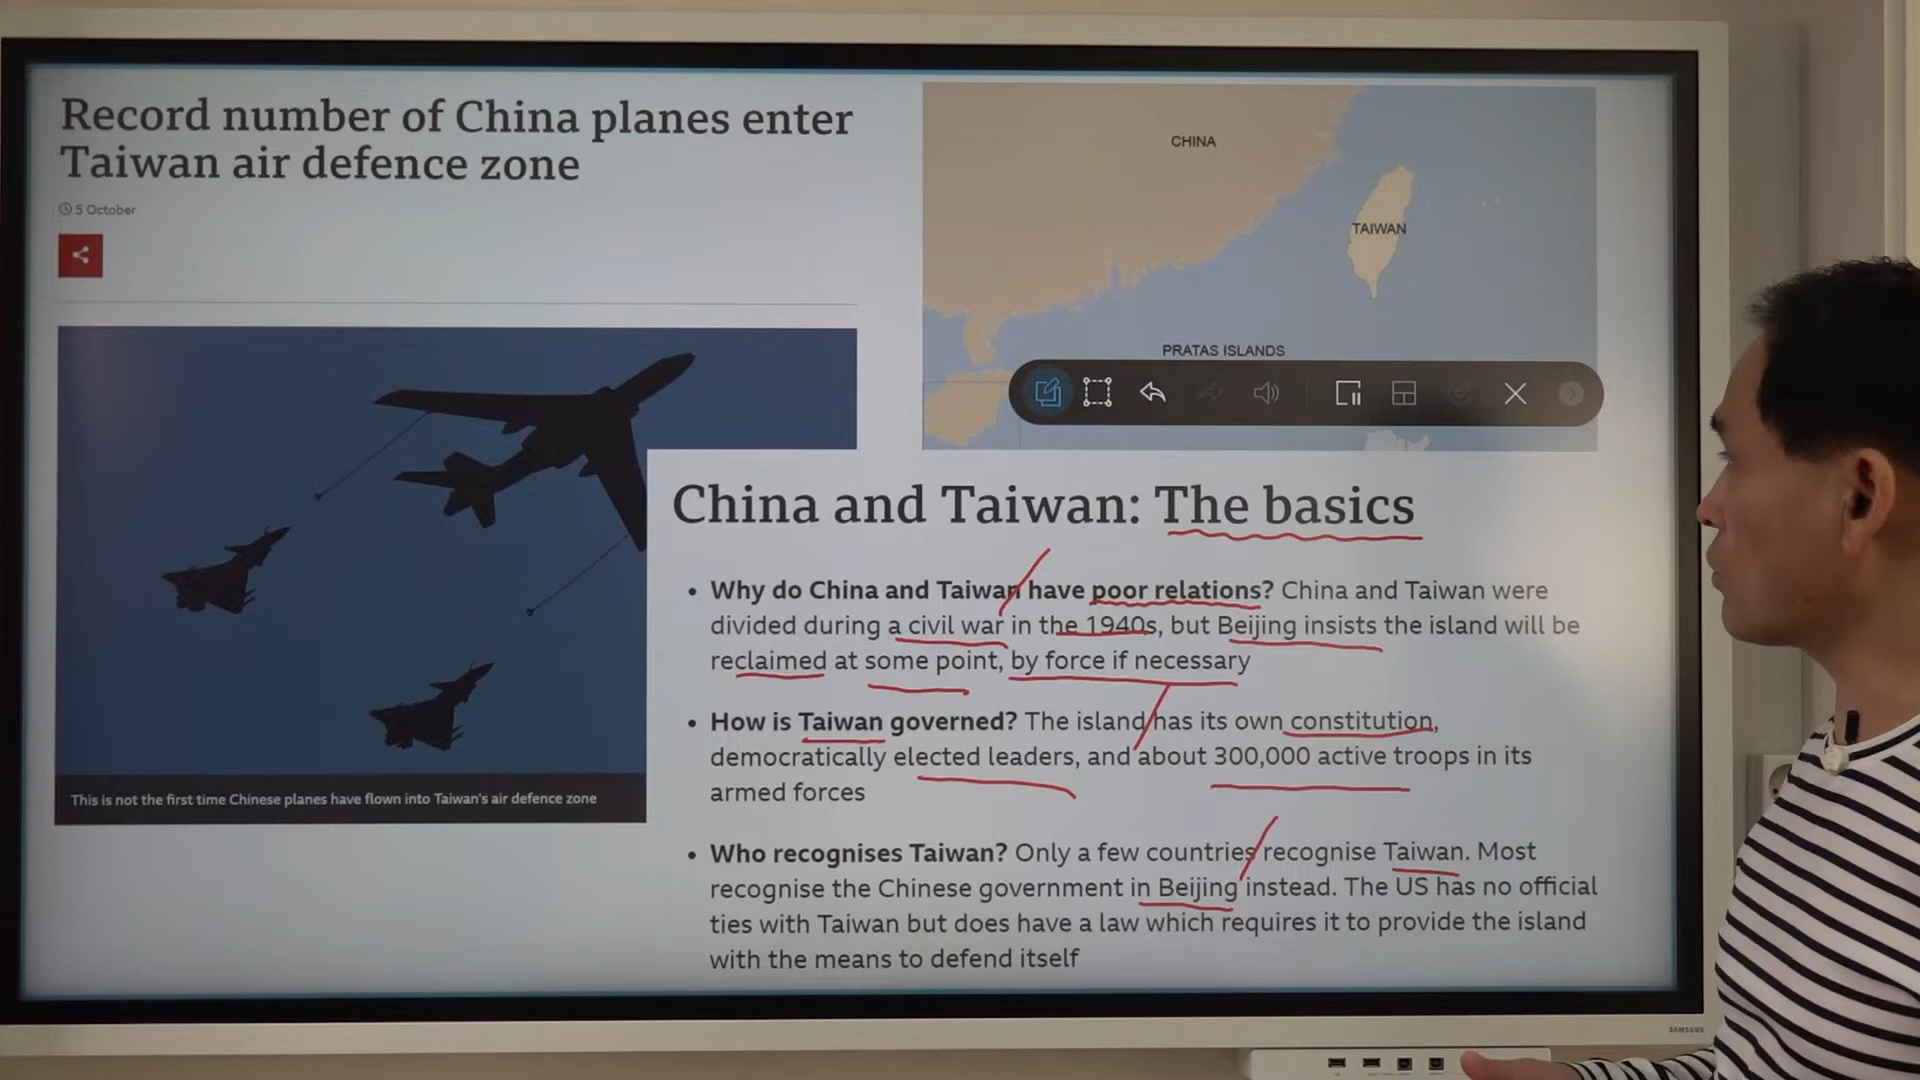 Record number of China planes enter
Taiwan air defence zone
5 October
CHINA
TAIWAN
PRATAS ISLANDS
This is not the first time Chinese planes have flown into Taiwan's air defence zone
China and Taiwan: The basics
• Why do China and Taiwan have poor relations? China and Taiwan were
divided during a civil war in the 1940s, but Beijing insists the island will be
reclaimed at some point, by force if necessary
• How is Taiwan governed? The island has its own constitution,
democratically elected leaders, and about 300,000 active troops in its
armed forces
• Who recognises Taiwan? Only a few countries recognise Taiwan. Most
recognise the Chinese government in Beijing instead. The US has no official
ties with Taiwan but does have a law which requires it to provide the island
with the means to defend itself
SAMSUNG